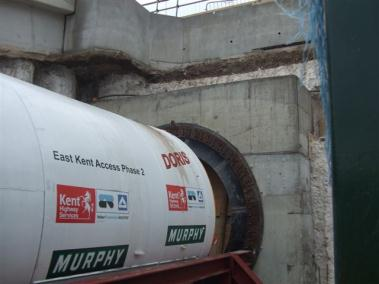 East Kent Access Phase 2
DORIS
Kent
Highway
Services
Kent
Highway
Services
MURPHY
MURPHY